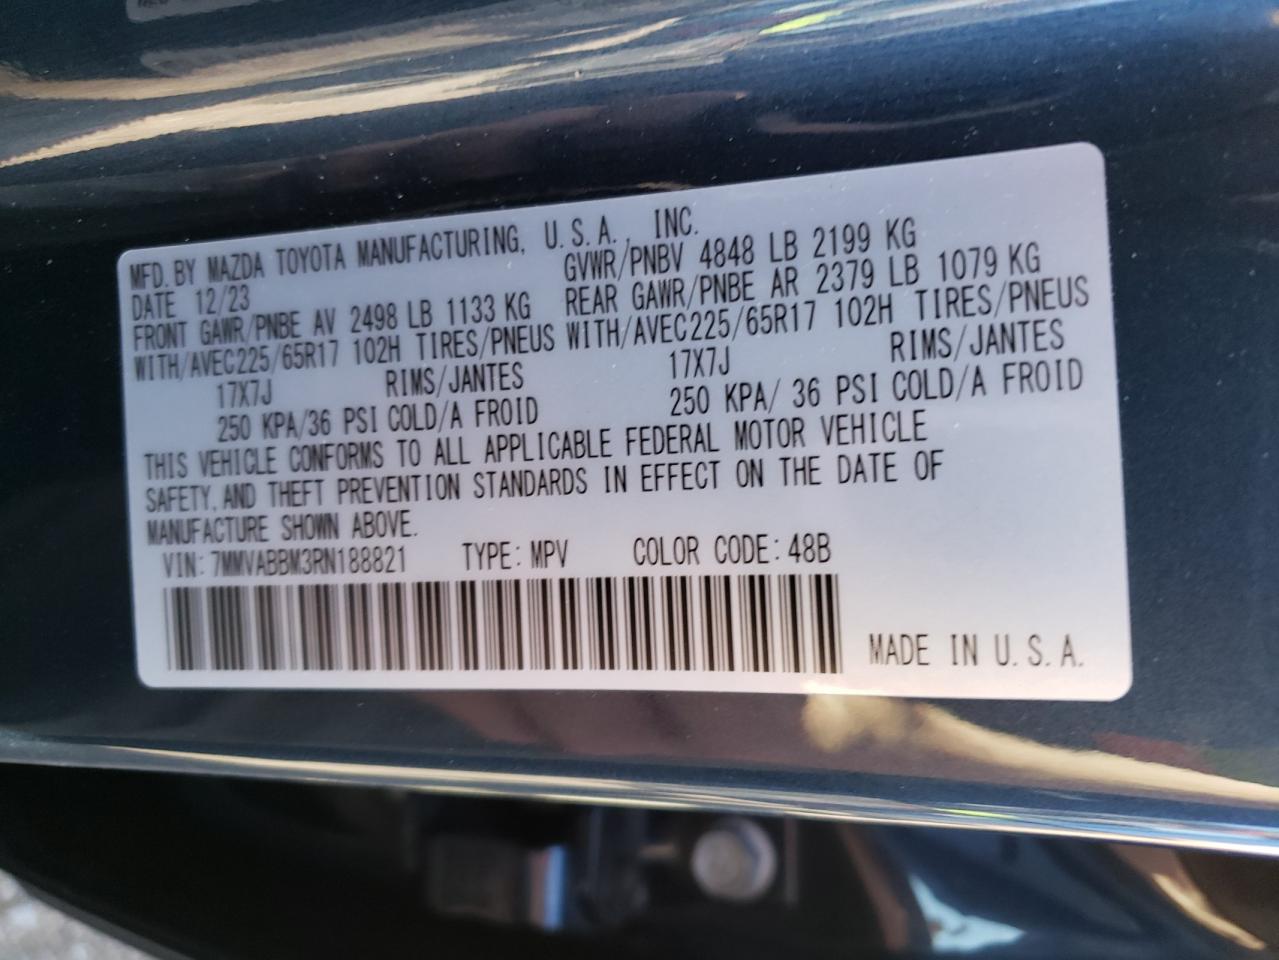 MFD. BY MAZDA TOYOTA MANUFACTURING, U.S.A., INC.
DATE 12/23 GVWR/PNBV 4848 LB 2199 KG
FRONT GAWR/PNBE AV 2498 LB 1133 KG REAR GAWR/PNBE AR 2379 LB 1079 KG
WITH/AVEC225/65R17 102H TIRES/PNEUS WITH/AVEC225/65R17 102H TIRES/PNEUS
17X7J RIMS/JANTES 17X7J RIMS/JANTES
250 KPA/36 PSI COLD/A FROID 250 KPA/ 36 PSI COLD/A FROID
THIS VEHICLE CONFORMS TO ALL APPLICABLE FEDERAL MOTOR VEHICLE
SAFETY, AND THEFT PREVENTION STANDARDS IN EFFECT ON THE DATE OF
MANUFACTURE SHOWN ABOVE.
VIN: 7MMVABBM3RN188821 TYPE: MPV COLOR CODE: 48B
MADE IN U.S.A.